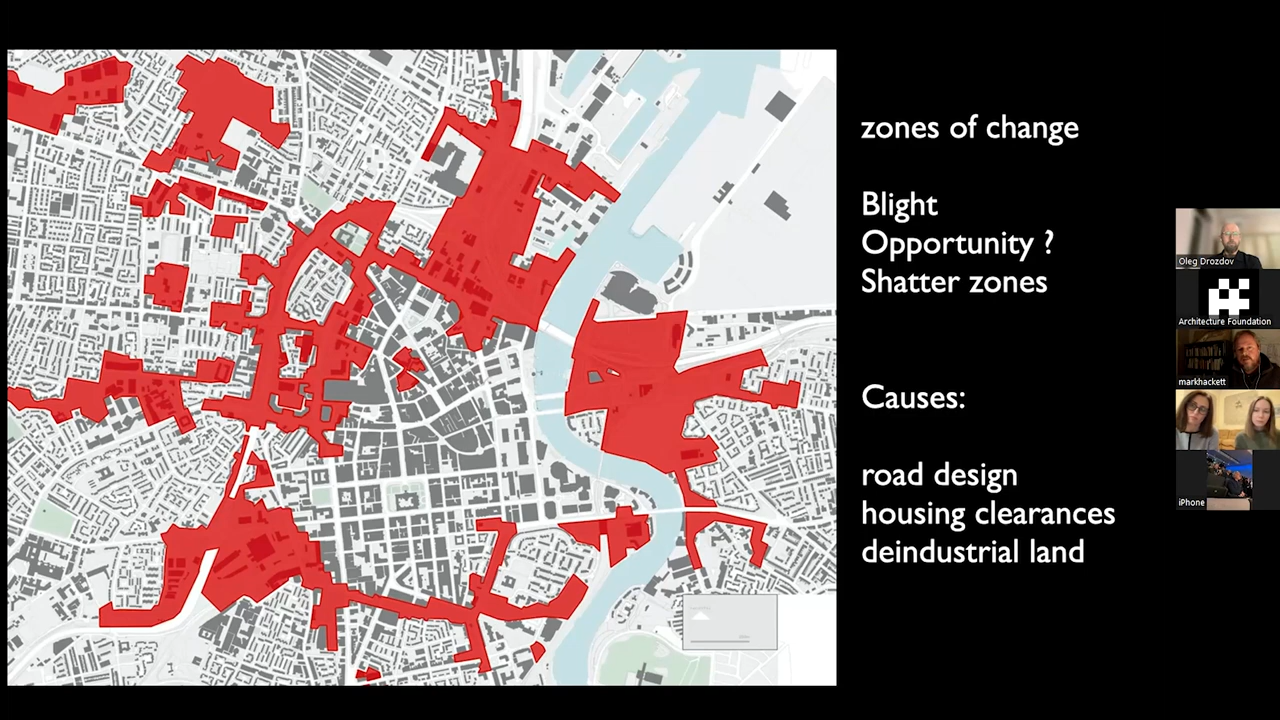 zones of change
Blight
Opportunity ?
Shatter zones
Causes:
road design
housing clearances
deindustrial land
Oleg Drozdov
Architecture Foundation
markhackett
iPhone